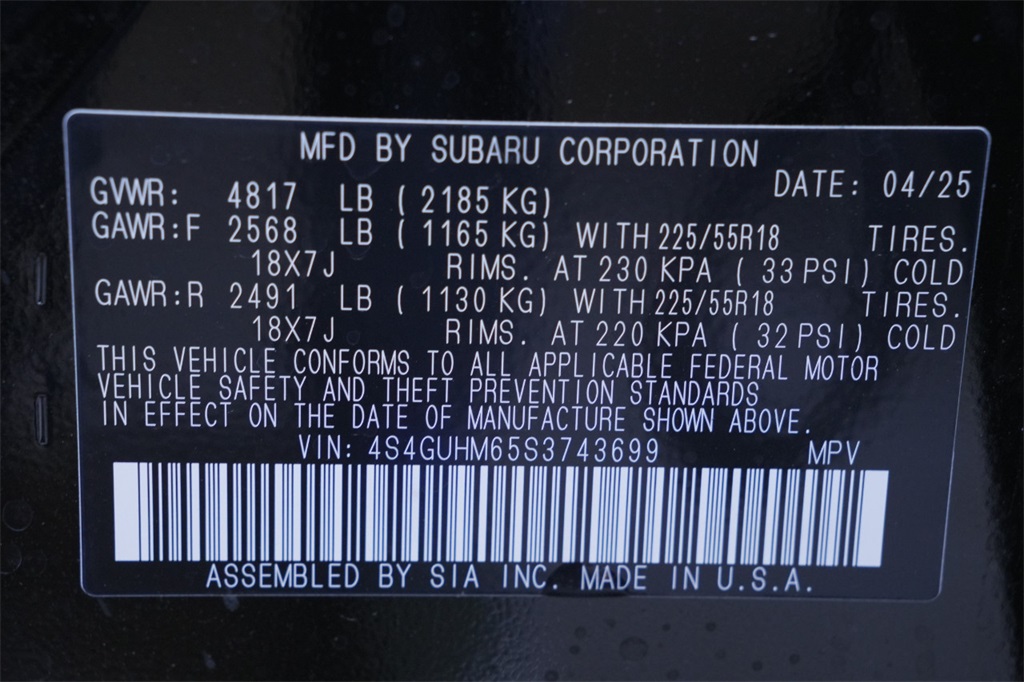 MFD BY SUBARU CORPORATION
DATE: 04/25
GVWR: 4817 LB ( 2185 KG)
GAWR:F 2568 LB ( 1165 KG) WITH 225/55R18 TIRES.
18X7J RIMS. AT 230 KPA ( 33 PSI) COLD
GAWR:R 2491 LB ( 1130 KG) WITH 225/55R18 TIRES.
18X7J RIMS. AT 220 KPA ( 32 PSI) COLD
THIS VEHICLE CONFORMS TO ALL APPLICABLE FEDERAL MOTOR
VEHICLE SAFETY AND THEFT PREVENTION STANDARDS
IN EFFECT ON THE DATE OF MANUFACTURE SHOWN ABOVE.
VIN: 4S4GUHM65S3743699 MPV
ASSEMBLED BY SIA INC. MADE IN U.S.A.